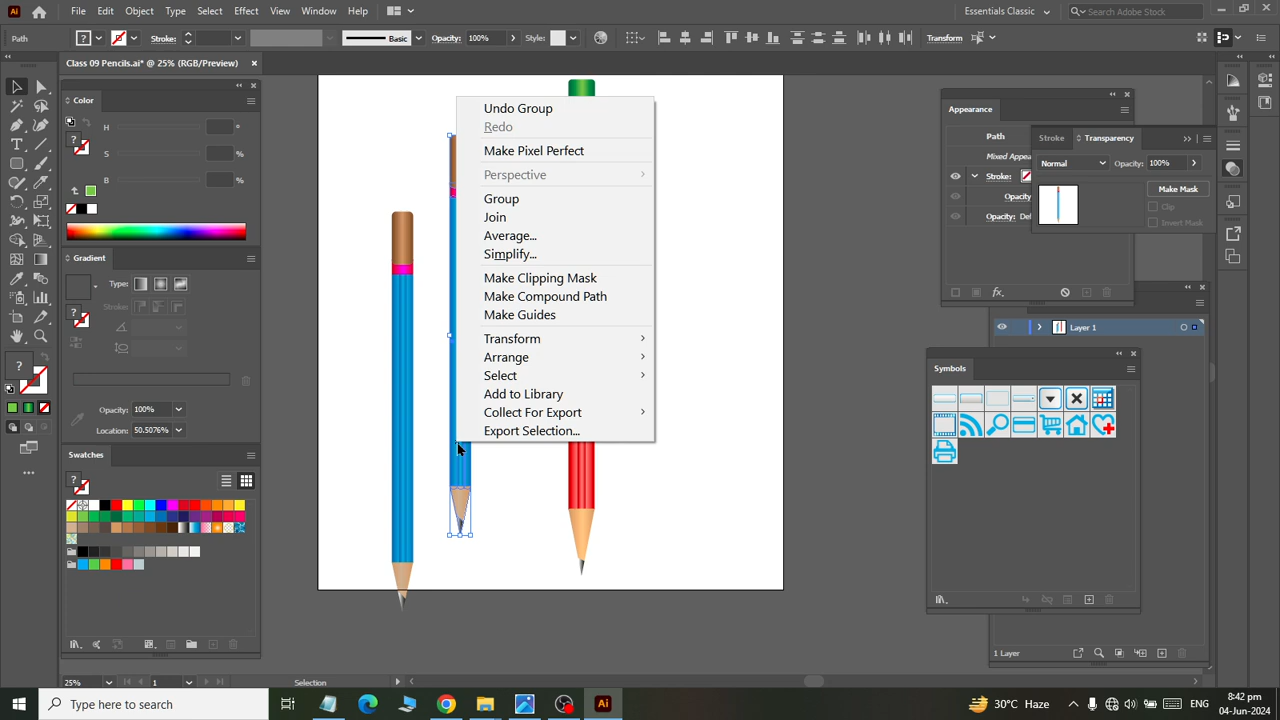 Ai File Edit Object Type Select Effect View Window Help Essentials Classic Search Adobe Stock
Path Stroke: Basic Opacity: 100% Style: Transform
Class 09 Pencils.ai* @ 25% (RGB/Preview)
Color
H
S %
B %
Gradient
Type:
Stroke:
Opacity: 100%
Location: 50.5076%
Swatches
Undo Group
Redo
Make Pixel Perfect
Perspective
Group
Join
Average...
Simplify...
Make Clipping Mask
Make Compound Path
Make Guides
Transform
Arrange
Select
Add to Library
Collect For Export
Export Selection...
Appearance
Path
Mixed Appea
Stroke:
Opacity
Opacity: Def
fx
Stroke Transparency
Normal Opacity: 100%
Make Mask
Clip
Invert Mask
Layer 1
Symbols
1 Layer
25% 1 Selection
Type here to search
Ai
30°C Haze ENG 8:42 pm
04-Jun-2024